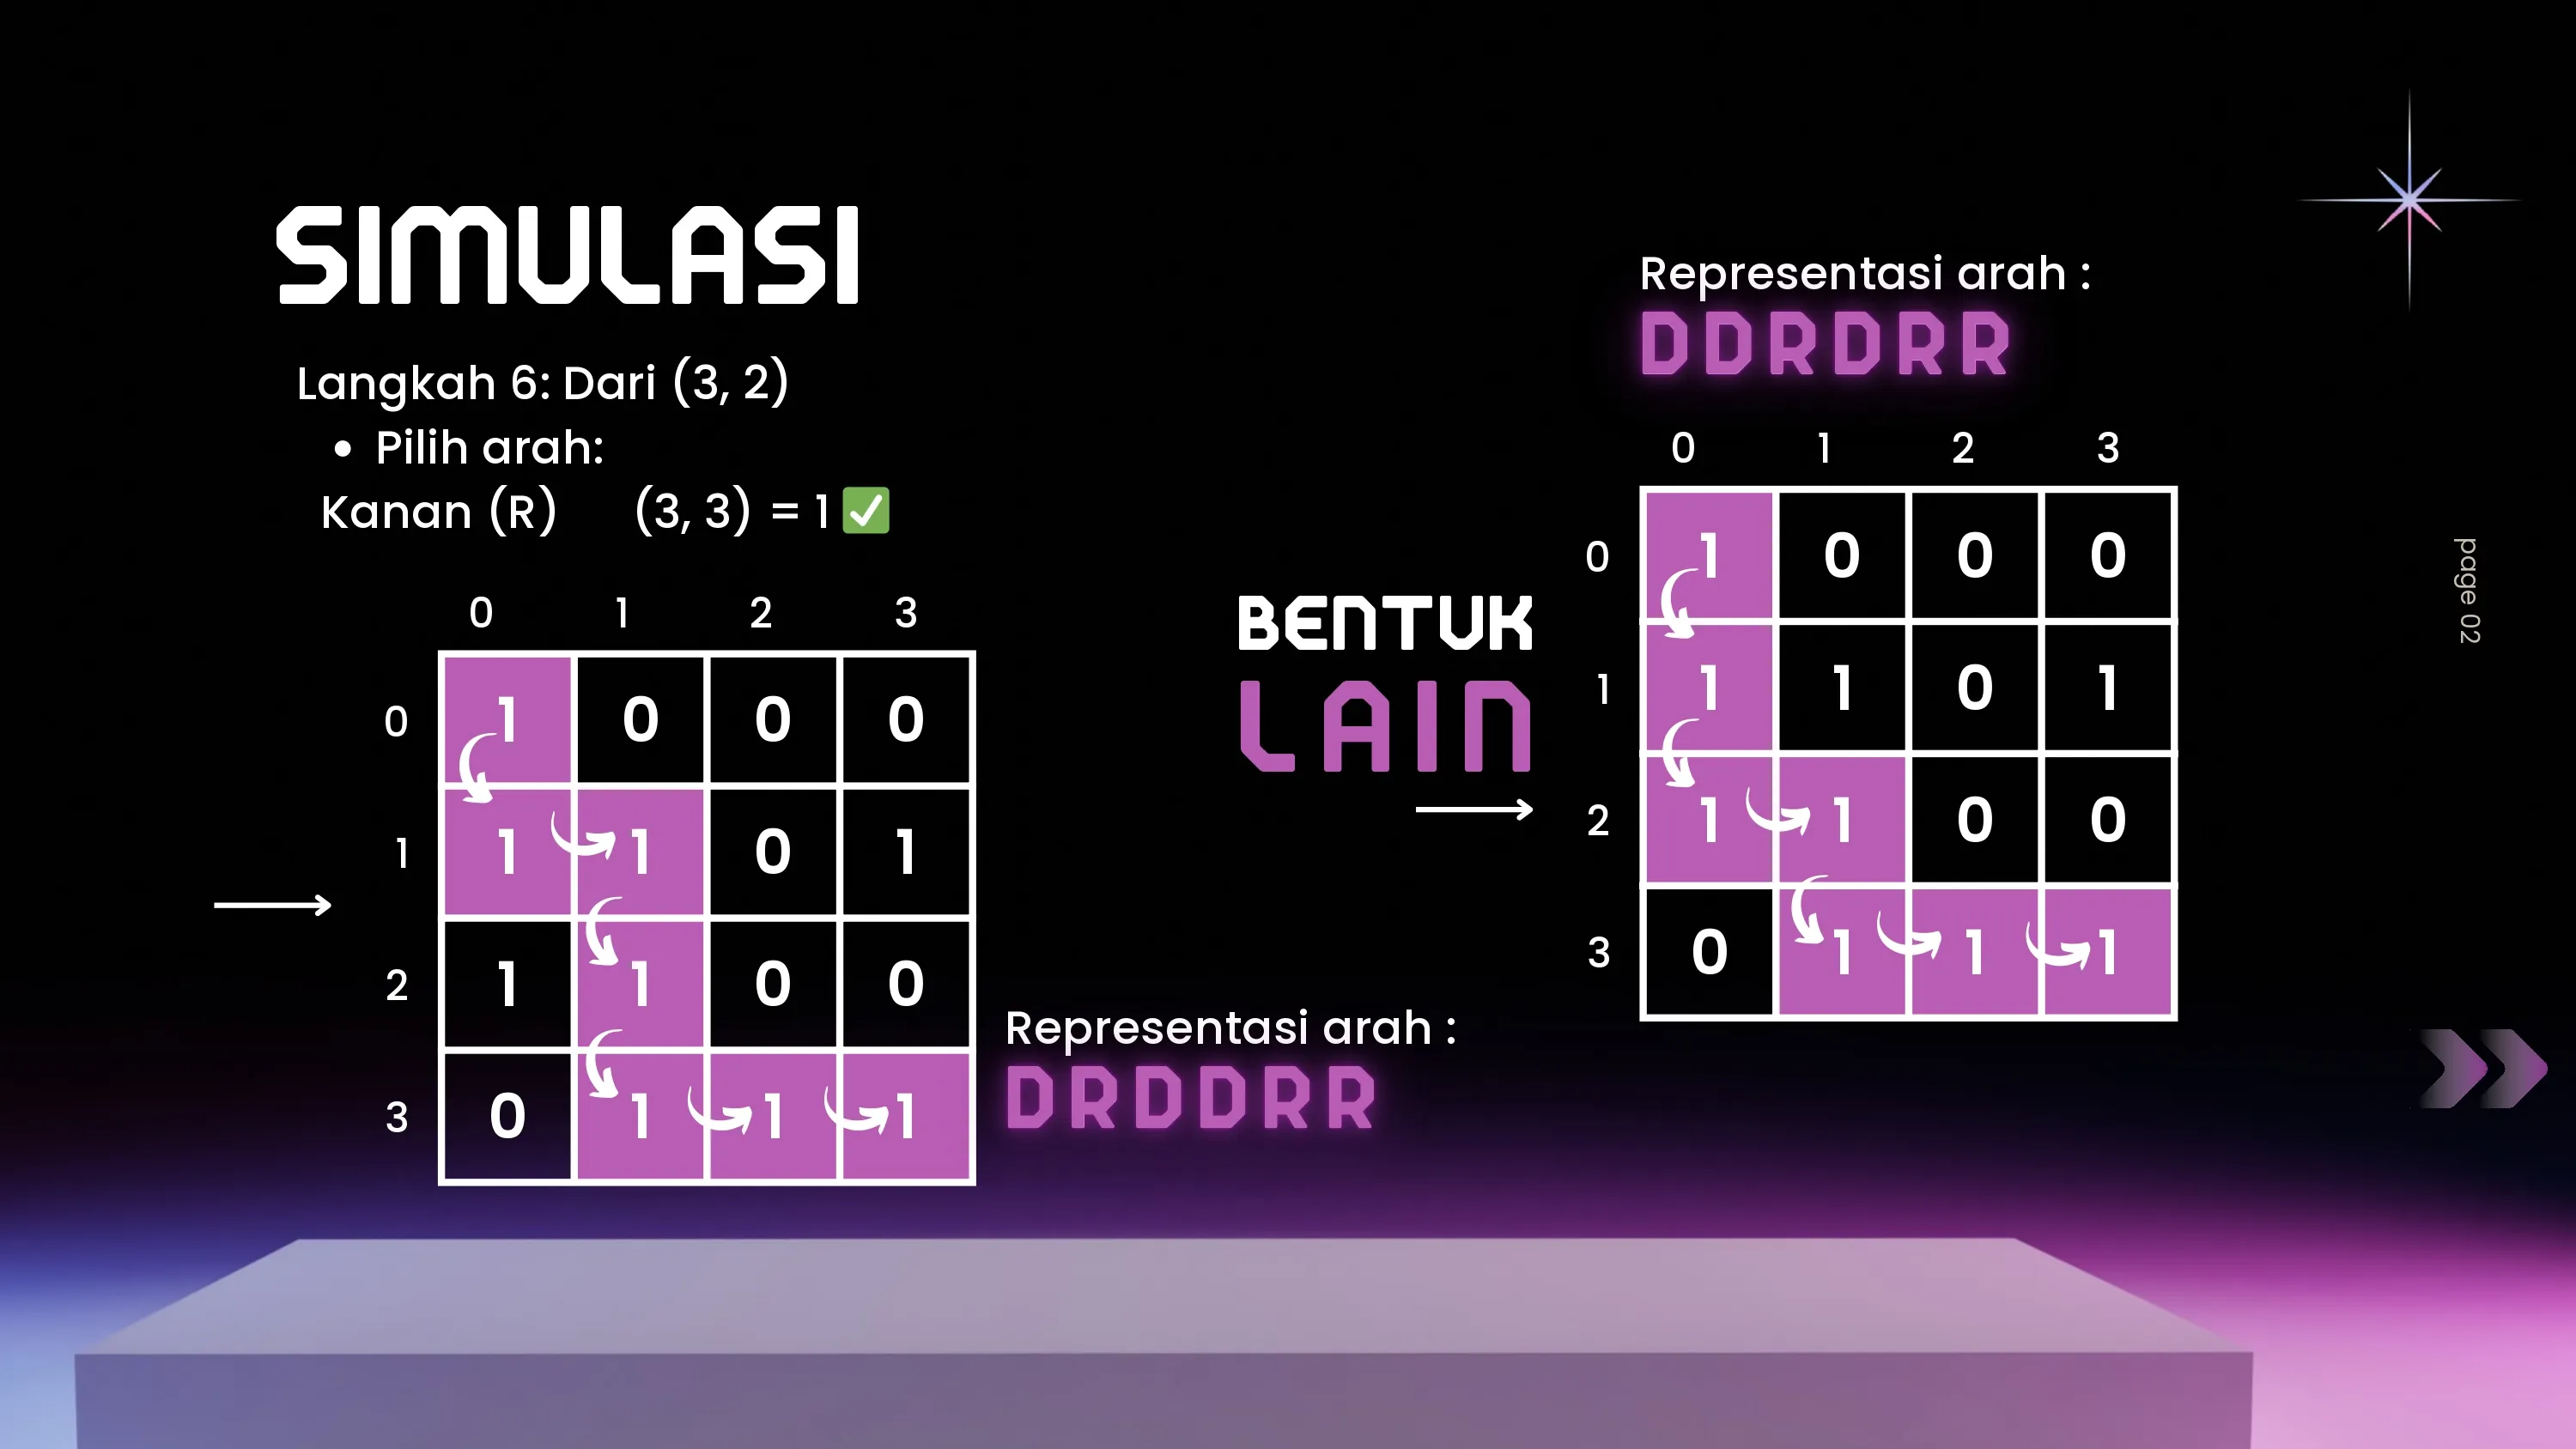 SIMULASI
Langkah 6: Dari (3, 2)
• Pilih arah:
Kanan (R) (3, 3) = 1 ✅
0 1 2 3
0 1 0 0 0
1 1 1 0 1
2 1 1 0 0
3 0 1 1 1
Representasi arah :
DRDDRR
BENTUK
LAIN
Representasi arah :
DDRDRR
0 1 2 3
0 1 0 0 0
1 1 1 0 1
2 1 1 0 0
3 0 1 1 1
page 02